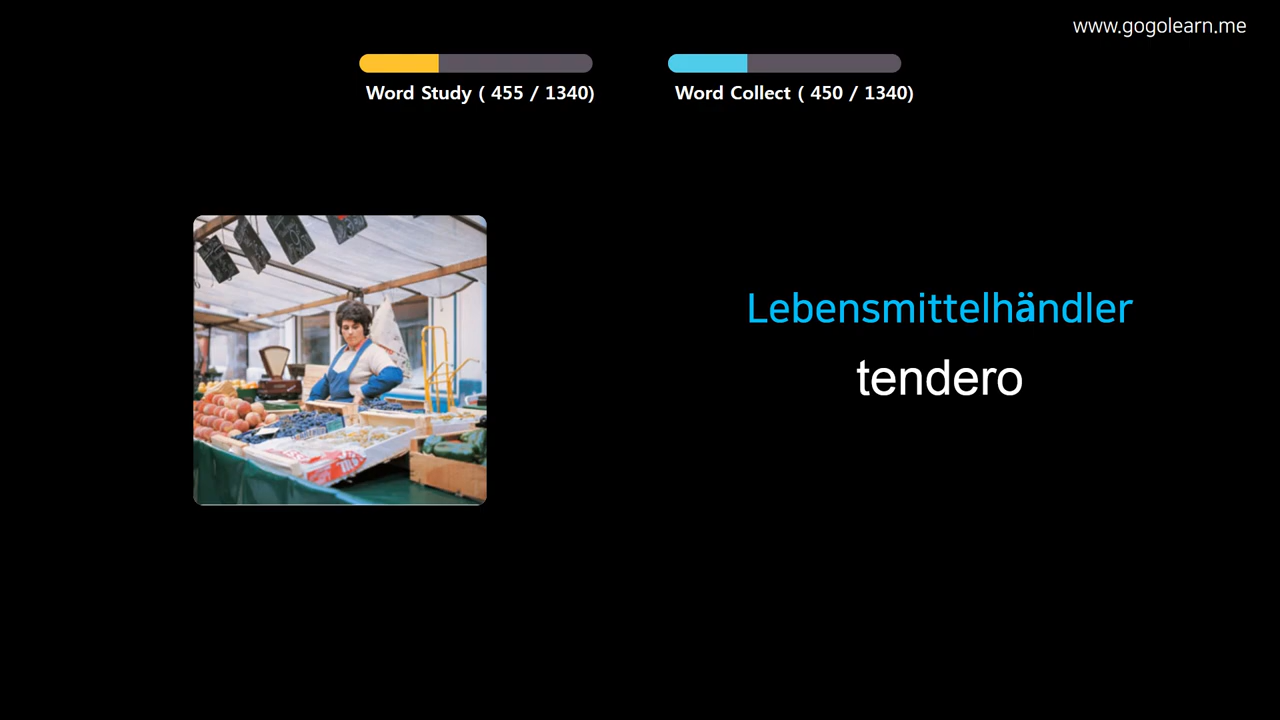 www.gogolearn.me
Word Study ( 455 / 1340)
Word Collect ( 450 / 1340)
Lebensmittelhändler
tendero